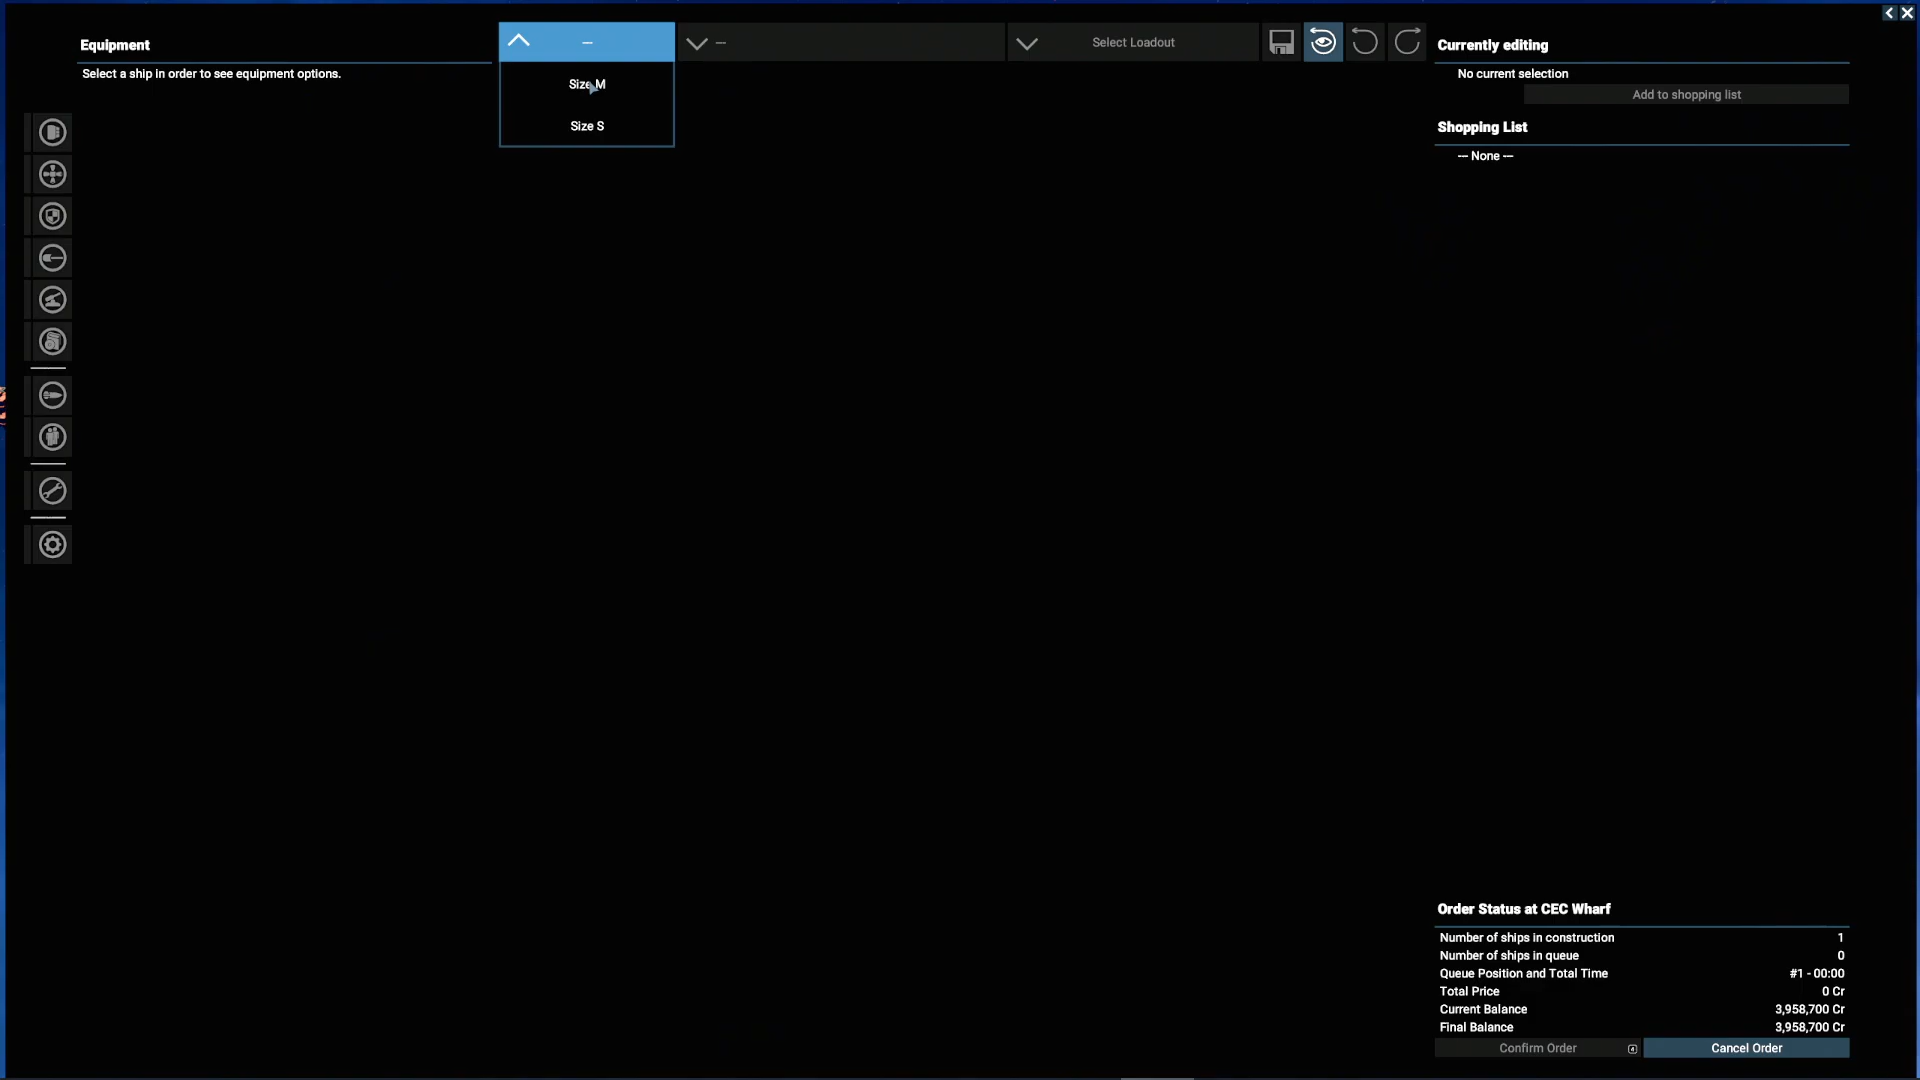 Equipment
Select a ship in order to see equipment options.
---
Size M
Size S
---
Select Loadout
Currently editing
No current selection
Add to shopping list
Shopping List
--- None ---
Order Status at CEC Wharf
Number of ships in construction 1
Number of ships in queue 0
Queue Position and Total Time #1 - 00:00
Total Price 0 Cr
Current Balance 3,958,700 Cr
Final Balance 3,958,700 Cr
Confirm Order
Cancel Order